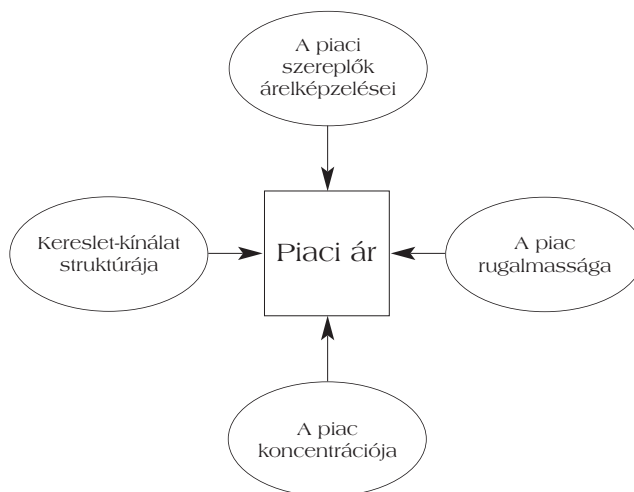 A piaci
szereplők
árelképzelései
Kereslet-kínálat
struktúrája
Piaci ár
A piac
rugalmassága
A piac
koncentrációja